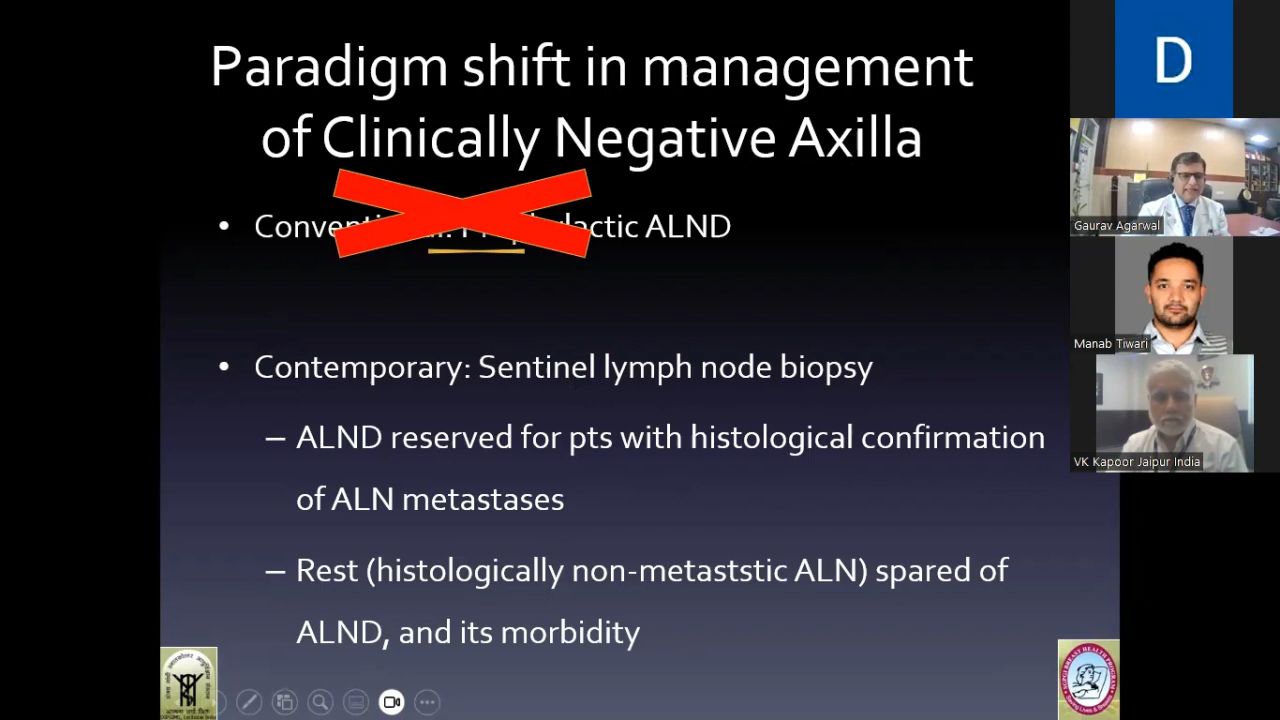 Paradigm shift in management
of Clinically Negative Axilla
• ALND
• Contemporary: Sentinel lymph node biopsy
– ALND reserved for pts with histological confirmation
of ALN metastases
– Rest (histologically non-metaststic ALN) spared of
ALND, and its morbidity
D
Gaurav Agarwal
Manab Tiwari
VK Kapoor Jaipur India